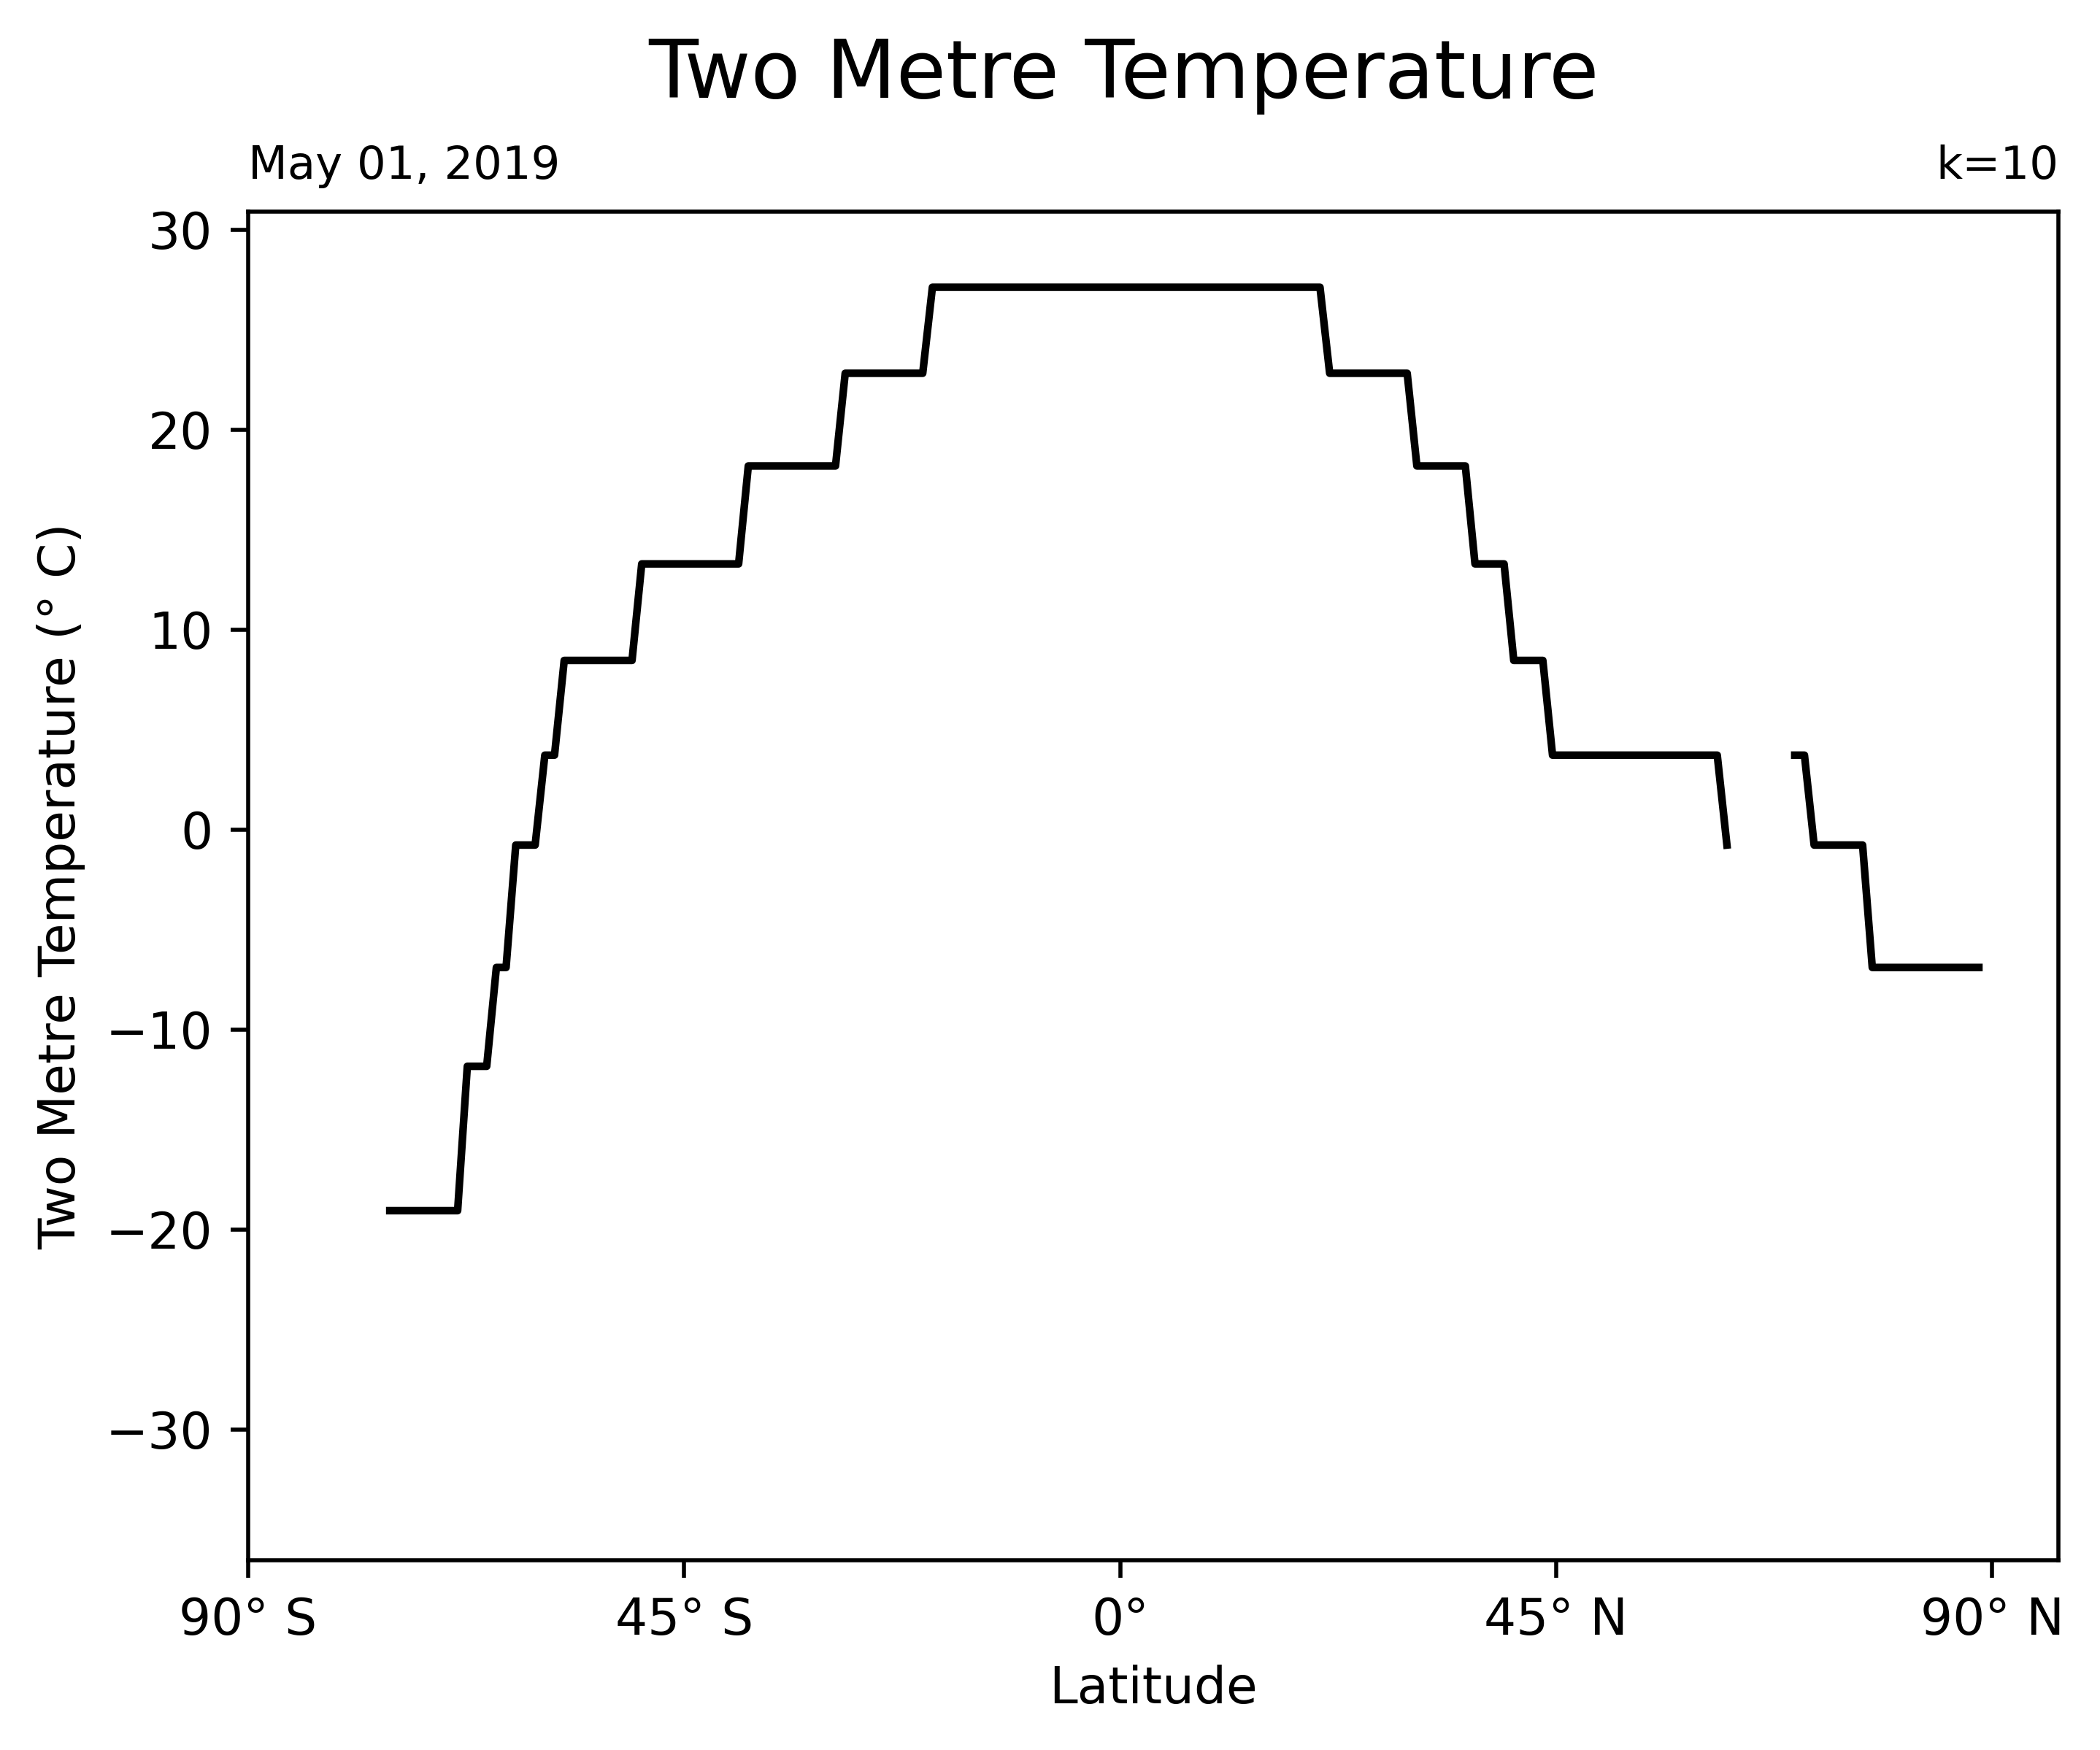 Two Metre Temperature
May 01, 2019
k=10
30
20
10
0
−10
−20
−30
Two Metre Temperature (° C)
90° S
45° S
0°
45° N
90° N
Latitude